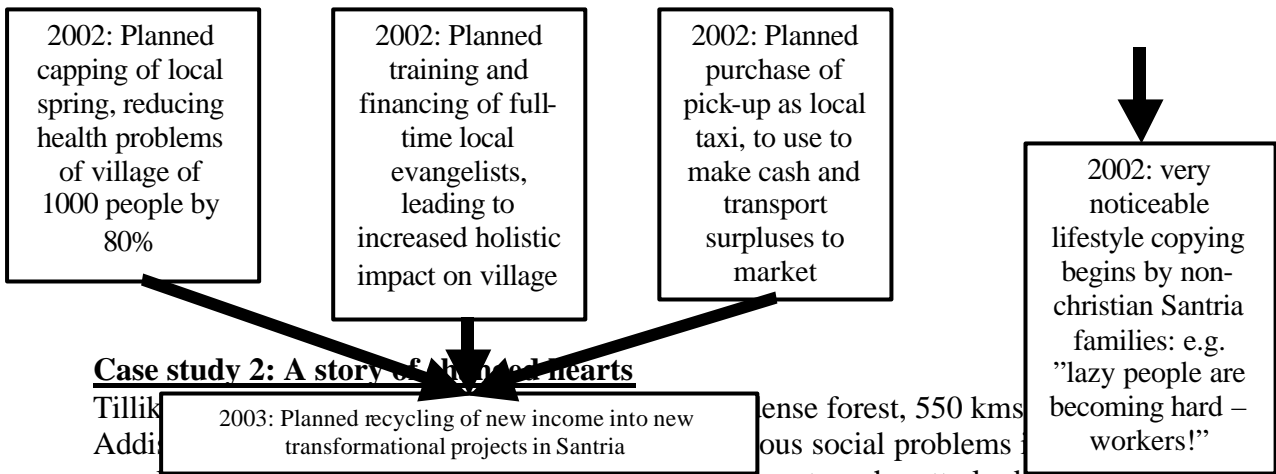 2002: Planned
capping of local
spring, reducing
health problems
of village of
1000 people by
80%
2002: Planned
training and
financing of full-
time local
evangelists,
leading to
increased holistic
impact on village
2002: Planned
purchase of
pick-up as local
taxi, to use to
make cash and
transport
surpluses to
market
2002: very
noticeable
lifestyle copying
begins by non-
christian Santria
families: e.g.
”lazy people are
becoming hard –
workers!”
Case study 2: A story of changed hearts
2003: Planned recycling of new income into new
transformational projects in Santria
Tillik
ense forest, 550 kms
Addis
ous social problems i